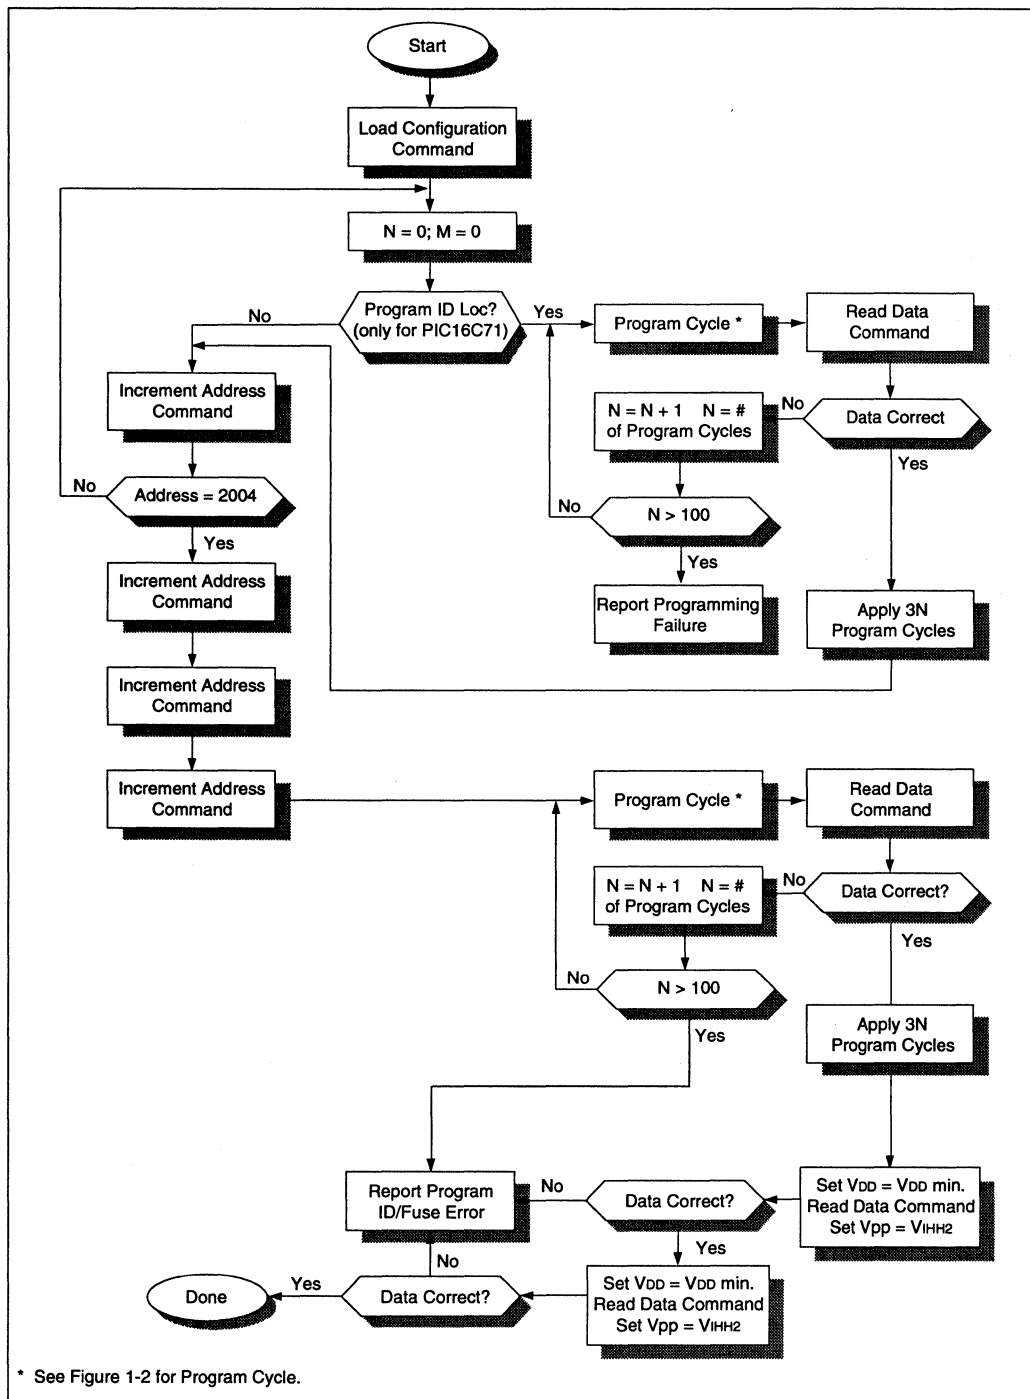 Start
Load Configuration
Command
N = 0; M = 0
Program ID Loc?
(only for PIC16C71)
No
Yes
Program Cycle *
Read Data
Command
Increment Address
Command
N = N + 1 N = #
of Program Cycles
No
Data Correct
Yes
No
Address = 2004
Yes
No
N > 100
Yes
Increment Address
Command
Report Programming
Failure
Apply 3N
Program Cycles
Increment Address
Command
Increment Address
Command
Program Cycle *
Read Data
Command
N = N + 1 N = #
of Program Cycles
No
Data Correct?
Yes
No
N > 100
Yes
Apply 3N
Program Cycles
Report Program
ID/Fuse Error
No
Data Correct?
Yes
Set VDD = VDD min.
Read Data Command
Set Vpp = VIHH2
No
Done
Yes
Data Correct?
Set VDD = VDD min.
Read Data Command
Set Vpp = VIHH2
* See Figure 1-2 for Program Cycle.